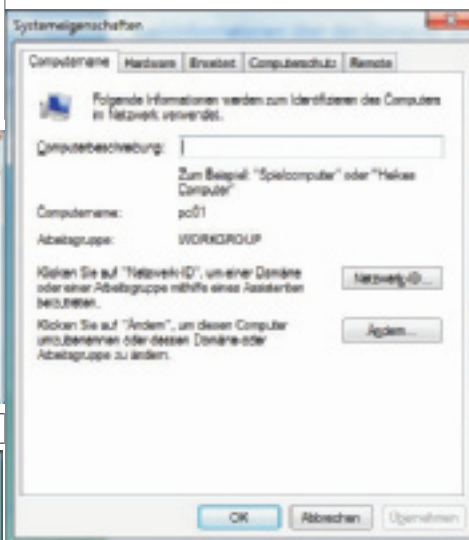 Systemeigenschaften
Computername Hardware Erweitert Computerschutz Remote
Folgende Informationen werden zum Identifizieren des Computers
im Netzwerk verwendet.
Computerbeschreibung:
Zum Beispiel: "Spielcomputer" oder "Heikes
Computer"
Computername: pc01
Arbeitsgruppe: WORKGROUP
Klicken Sie auf "Netzwerk-ID", um einer Domäne
oder einer Arbeitsgruppe mithilfe eines Assistenten
beizutreten.
Netzwerk-ID...
Klicken Sie auf "Ändern", um diesen Computer
umzubenennen oder dessen Domäne oder
Arbeitsgruppe zu ändern.
Ändern...
OK Abbrechen Übernehmen